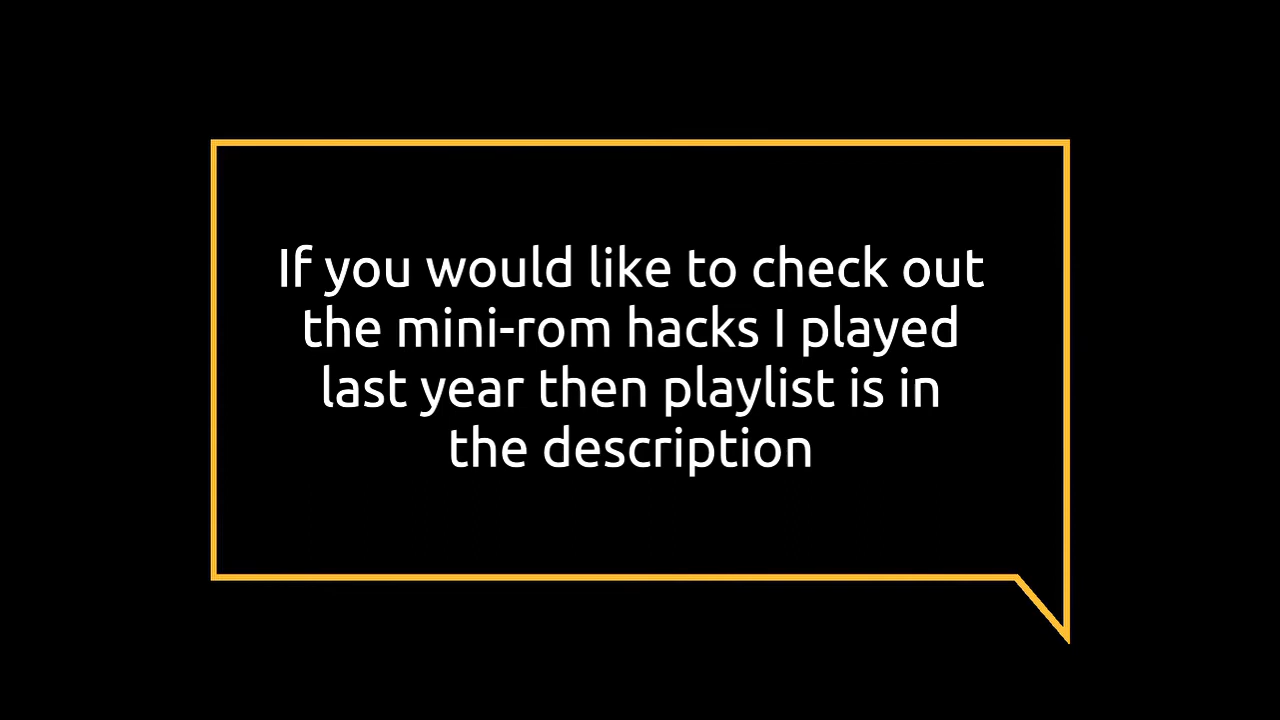 If you would like to check out
the mini-rom hacks I played
last year then playlist is in
the description